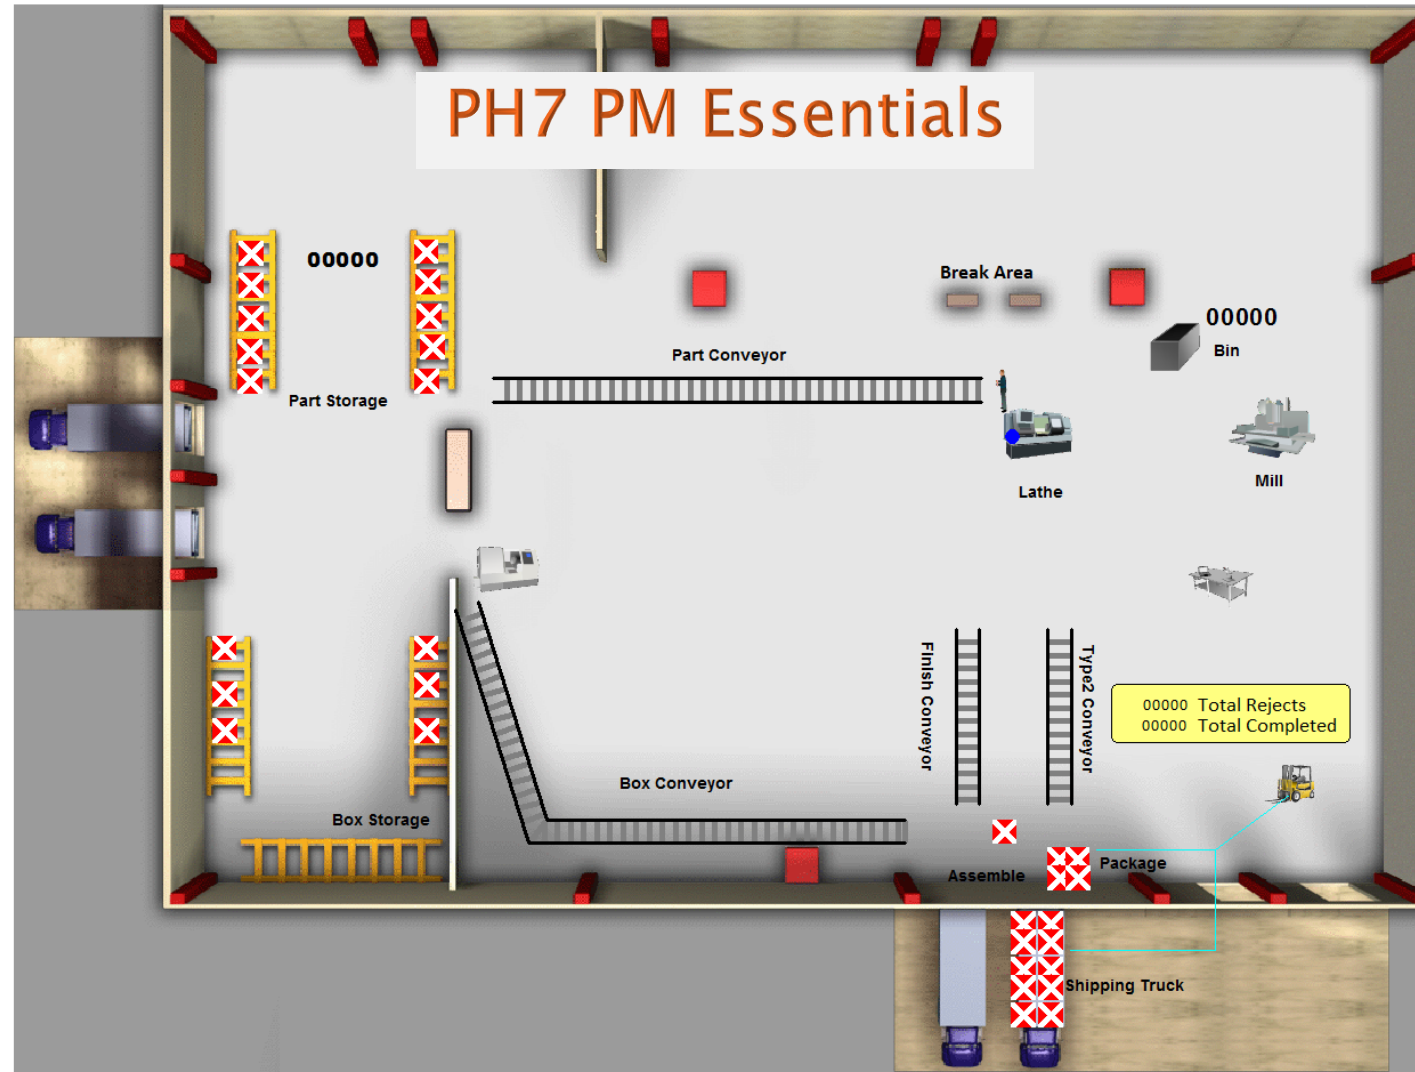 PH7 PM Essentials
00000
Break Area
00000
Bin
Part Conveyor
Part Storage
Lathe
Mill
Finish Conveyor
Type2 Conveyor
00000 Total Rejects
00000 Total Completed
Box Conveyor
Box Storage
Assemble
Package
Shipping Truck